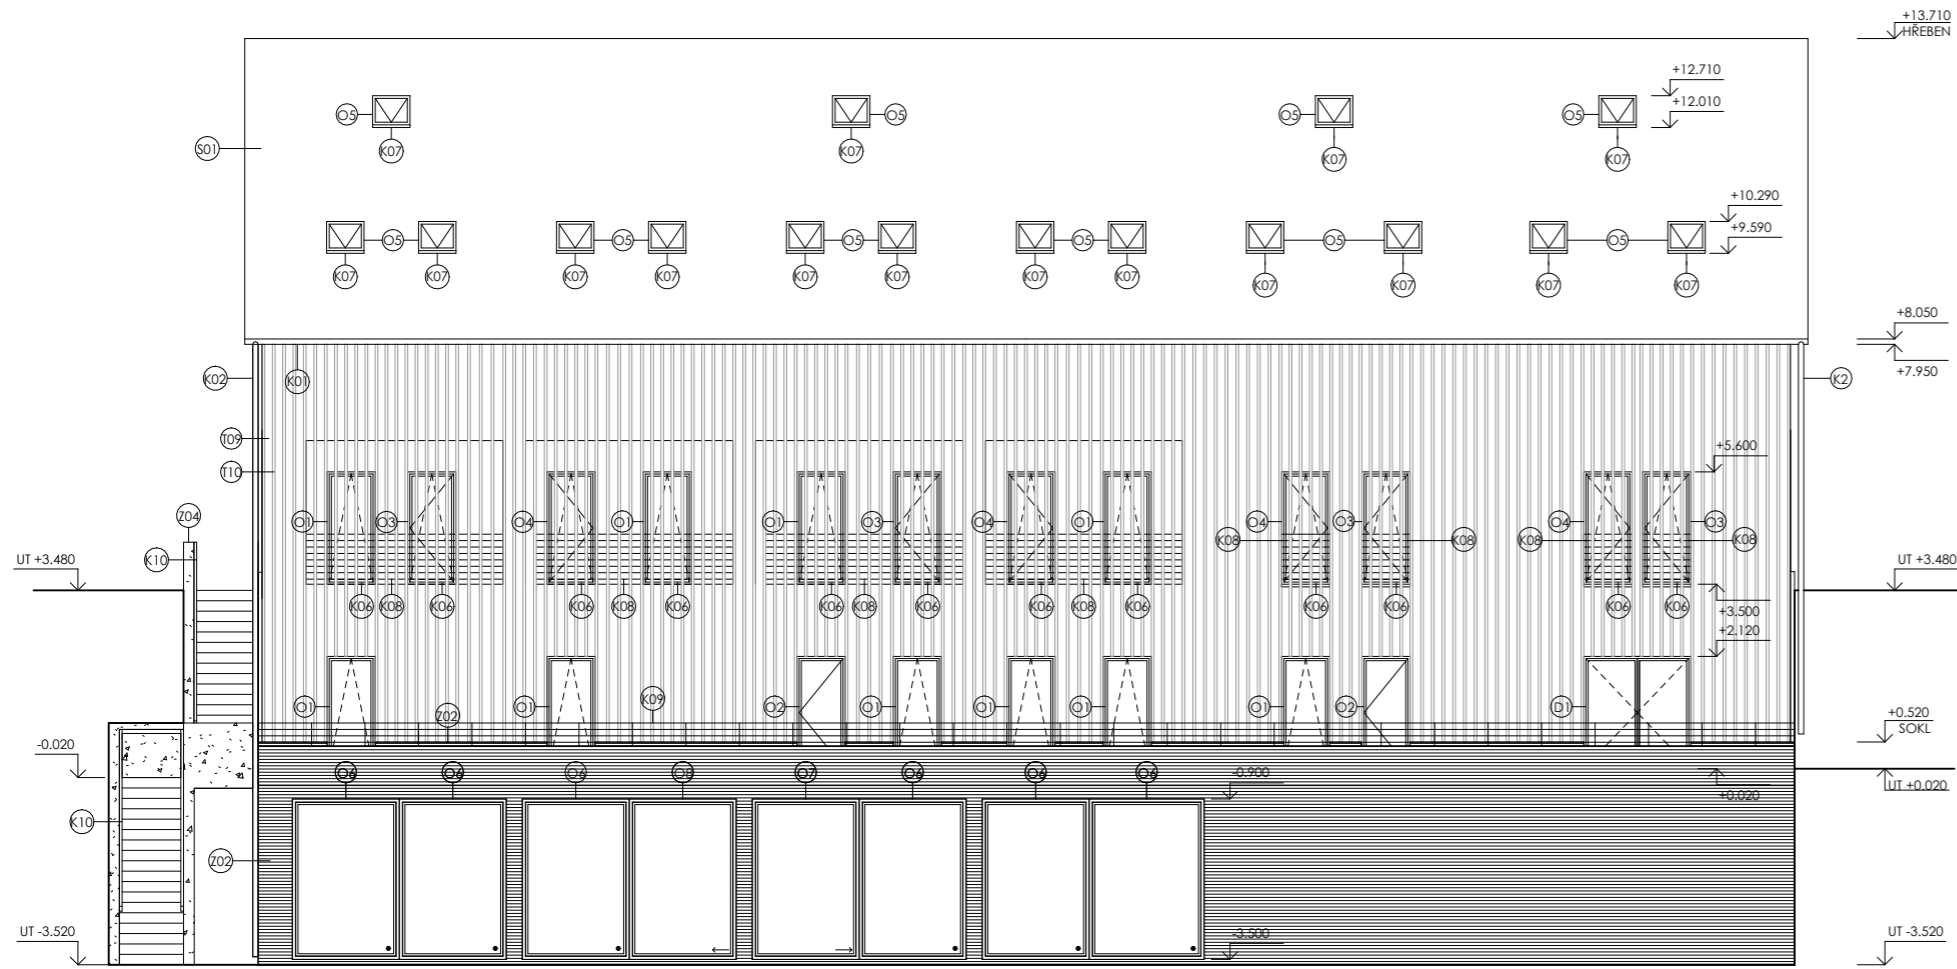 +13.710
HŘEBEN
+12.710
+12.010
O5 O5 O5 O5
S01
K07 K07 K07 K07
+10.290
+9.590
O5 O5 O5 O5 O5 O5
K07 K07 K07 K07 K07 K07 K07 K07 K07 K07 K07 K07
+8.050
+7.950
K02 K01 K2
T09
T10
+5.600
Z04
O1 O3 O4 O1 O1 O3 O4 O1 O4 O3 O4 O3
K08 K08 K08 K08
K10
UT +3.480
UT +3.480
K06 K08 K06 K06 K08 K06 K06 K08 K06 K06 K08 K06 K06 K06 K06 K06
+3.500
+2.120
O1 O1 K09 O2 O1 O1 O1 O1 O2 D1
Z02
+0.520
SOKL
-0.020
O6 O6 O6 O8 O7 O6 O6 O6
-0.900
+0.020
UT +0.020
K10
Z02
UT -3.520
-3.500
UT -3.520